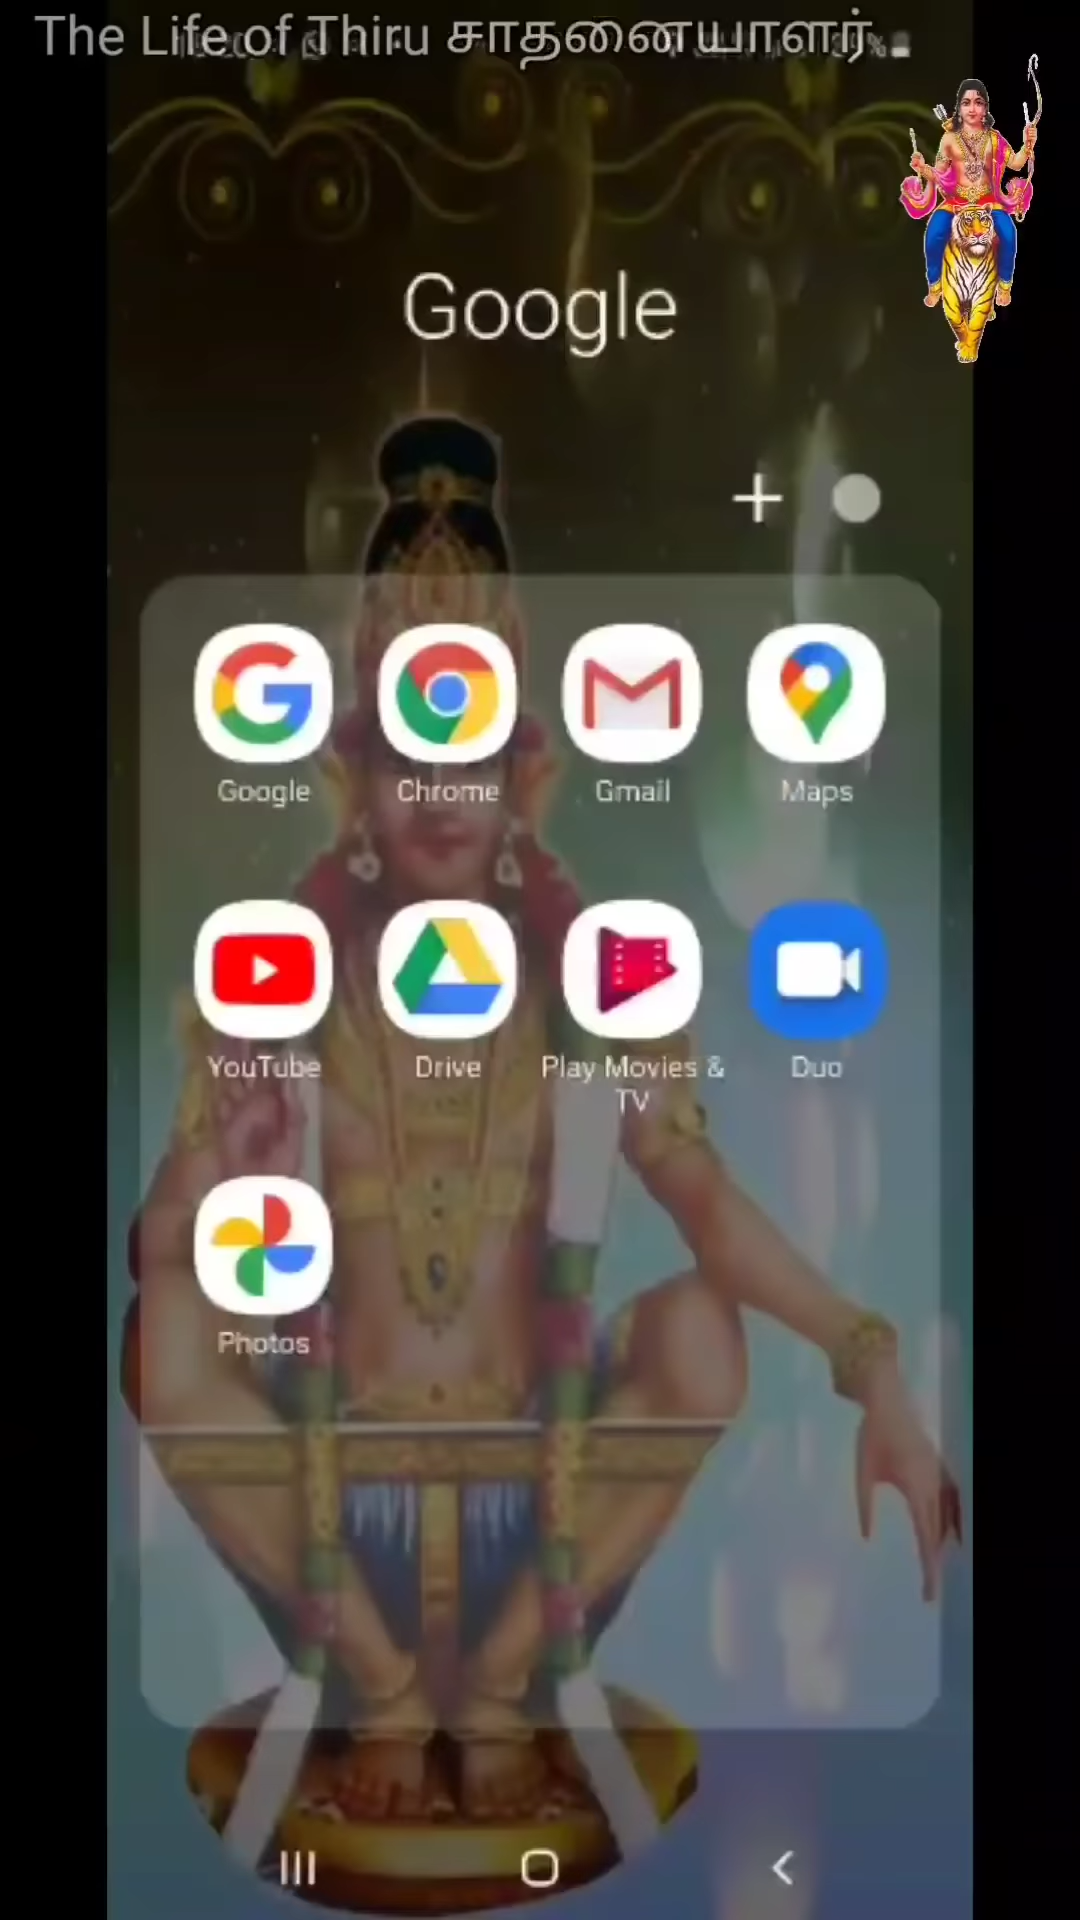 The Life of Thiru சாதனையாளர்
Google
Google Chrome Gmail Maps
YouTube Drive Play Movies & TV Duo
Photos